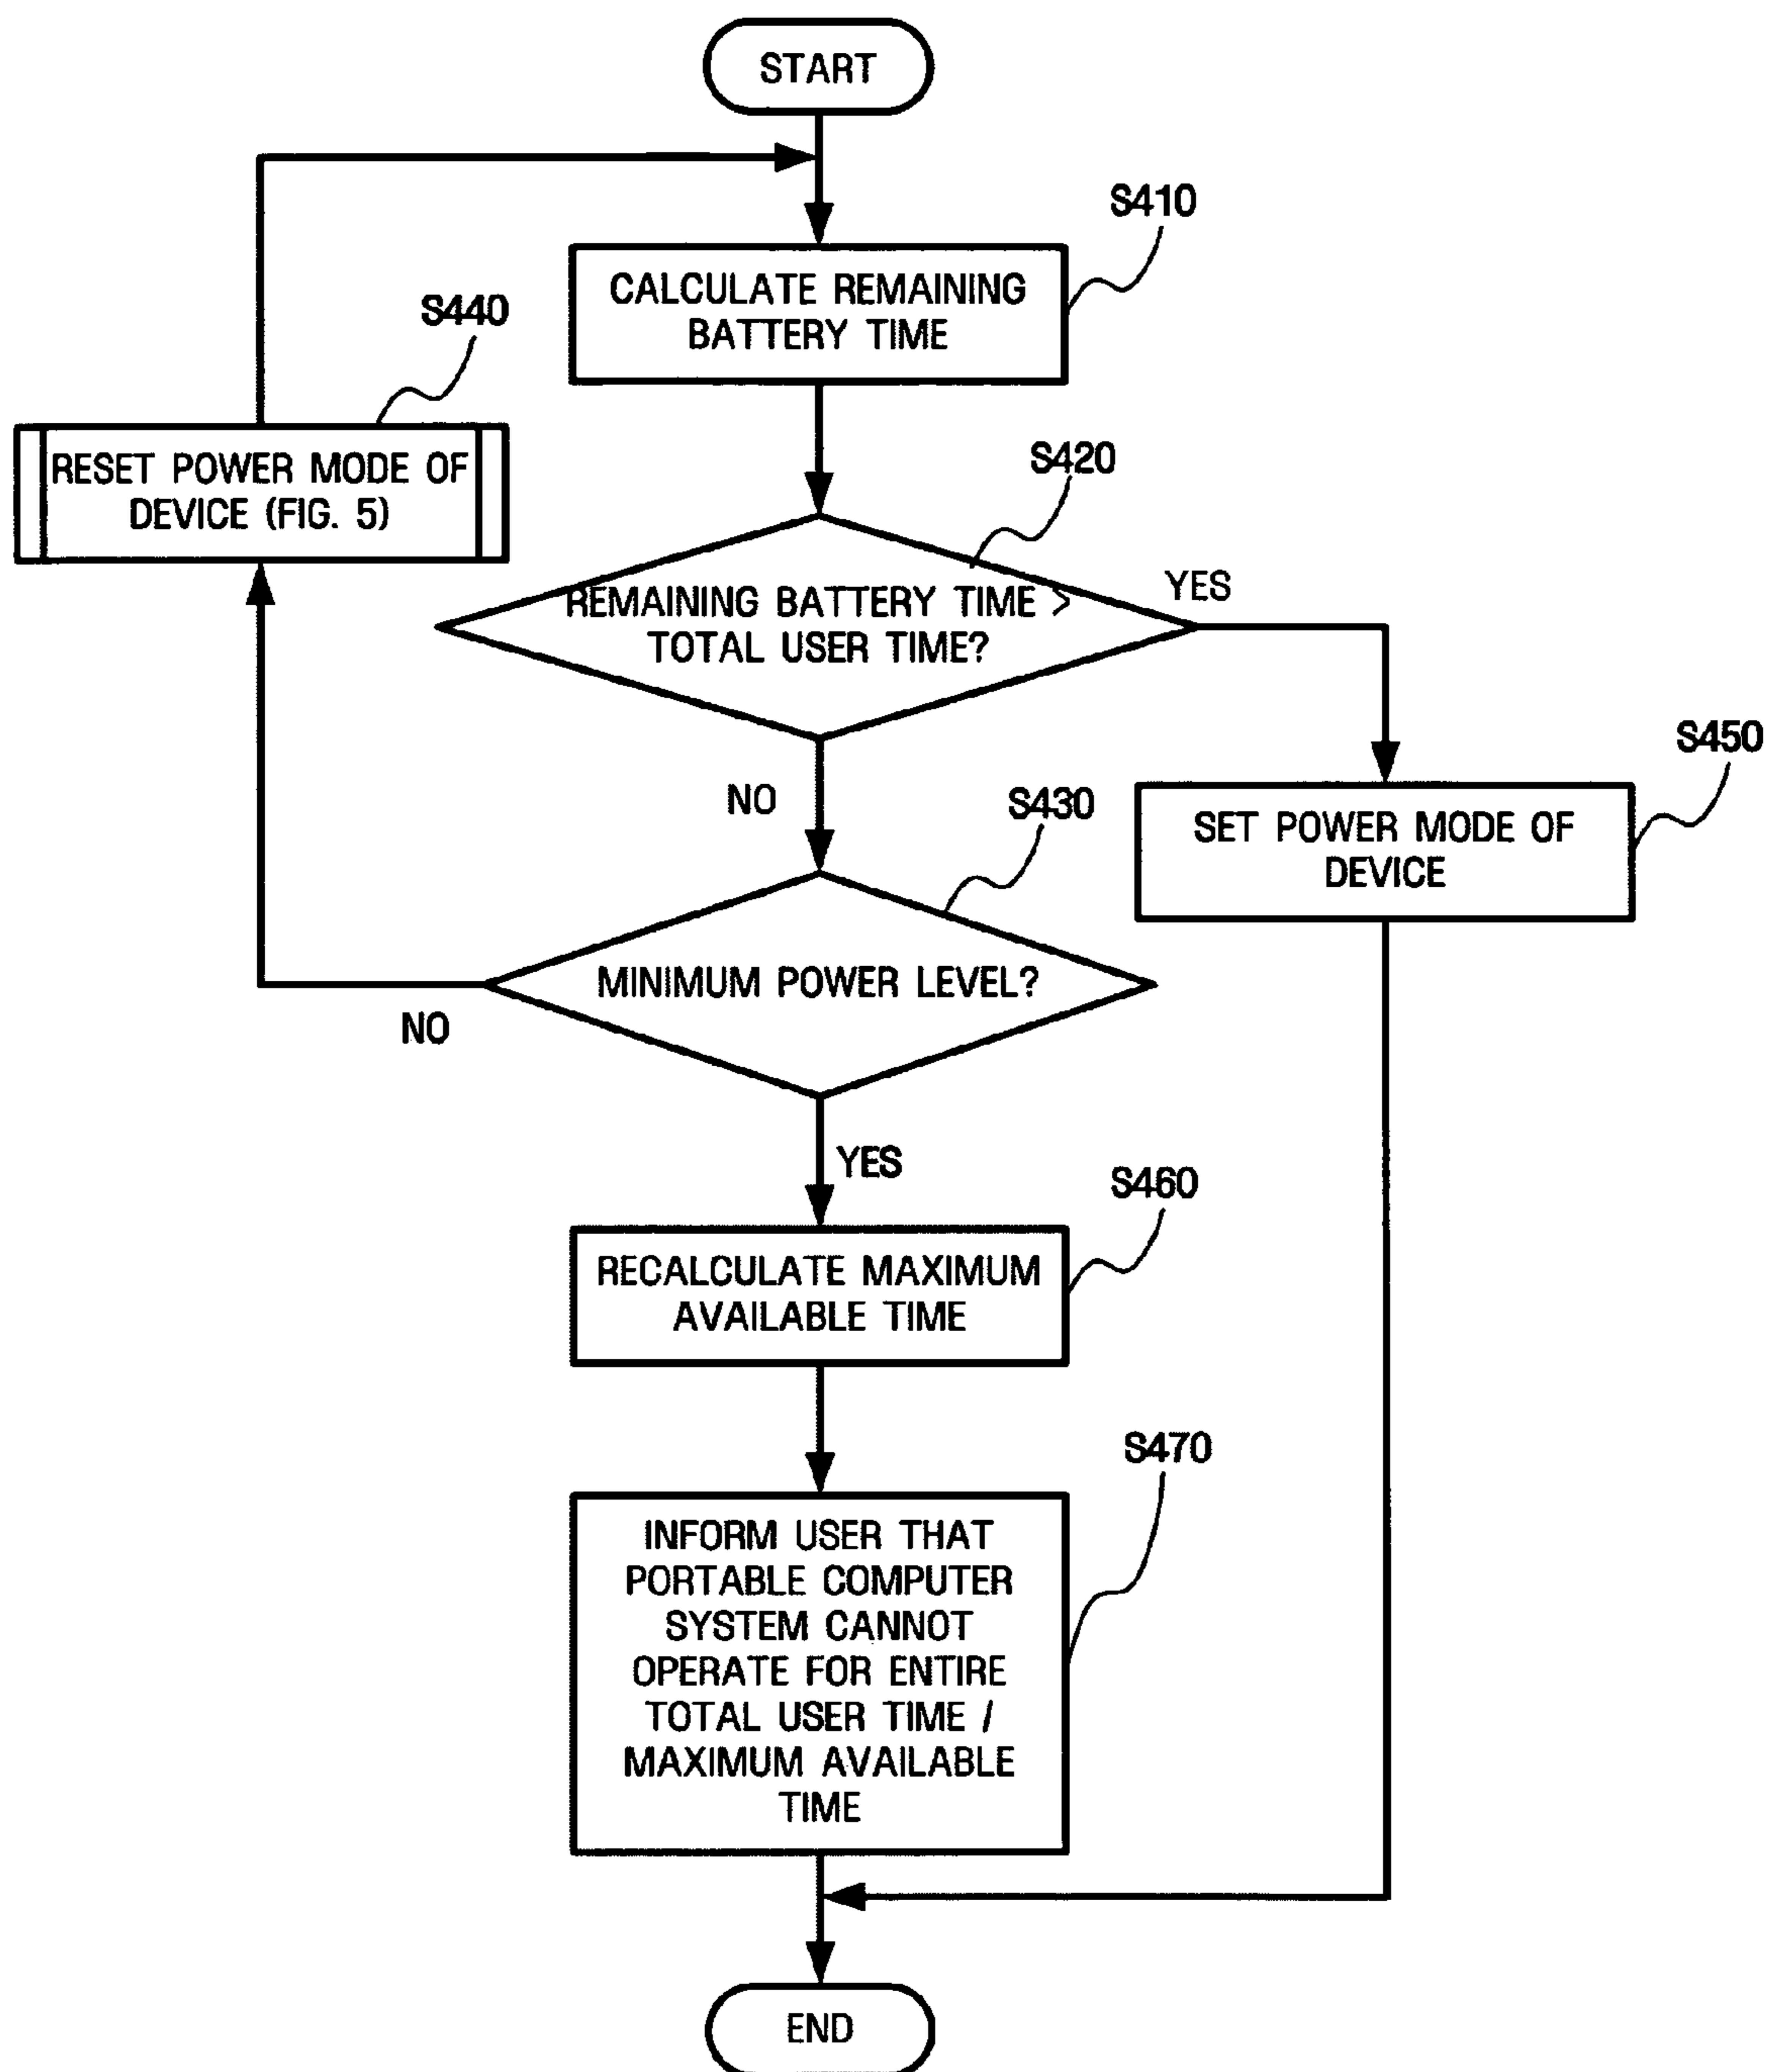 START
S410
CALCULATE REMAINING
BATTERY TIME
S440
RESET POWER MODE OF
DEVICE (FIG. 5)
S420
REMAINING BATTERY TIME >
TOTAL USER TIME?
YES
NO
S450
SET POWER MODE OF
DEVICE
S430
MINIMUM POWER LEVEL?
NO
YES
S460
RECALCULATE MAXIMUM
AVAILABLE TIME
S470
INFORM USER THAT
PORTABLE COMPUTER
SYSTEM CANNOT
OPERATE FOR ENTIRE
TOTAL USER TIME /
MAXIMUM AVAILABLE
TIME
END